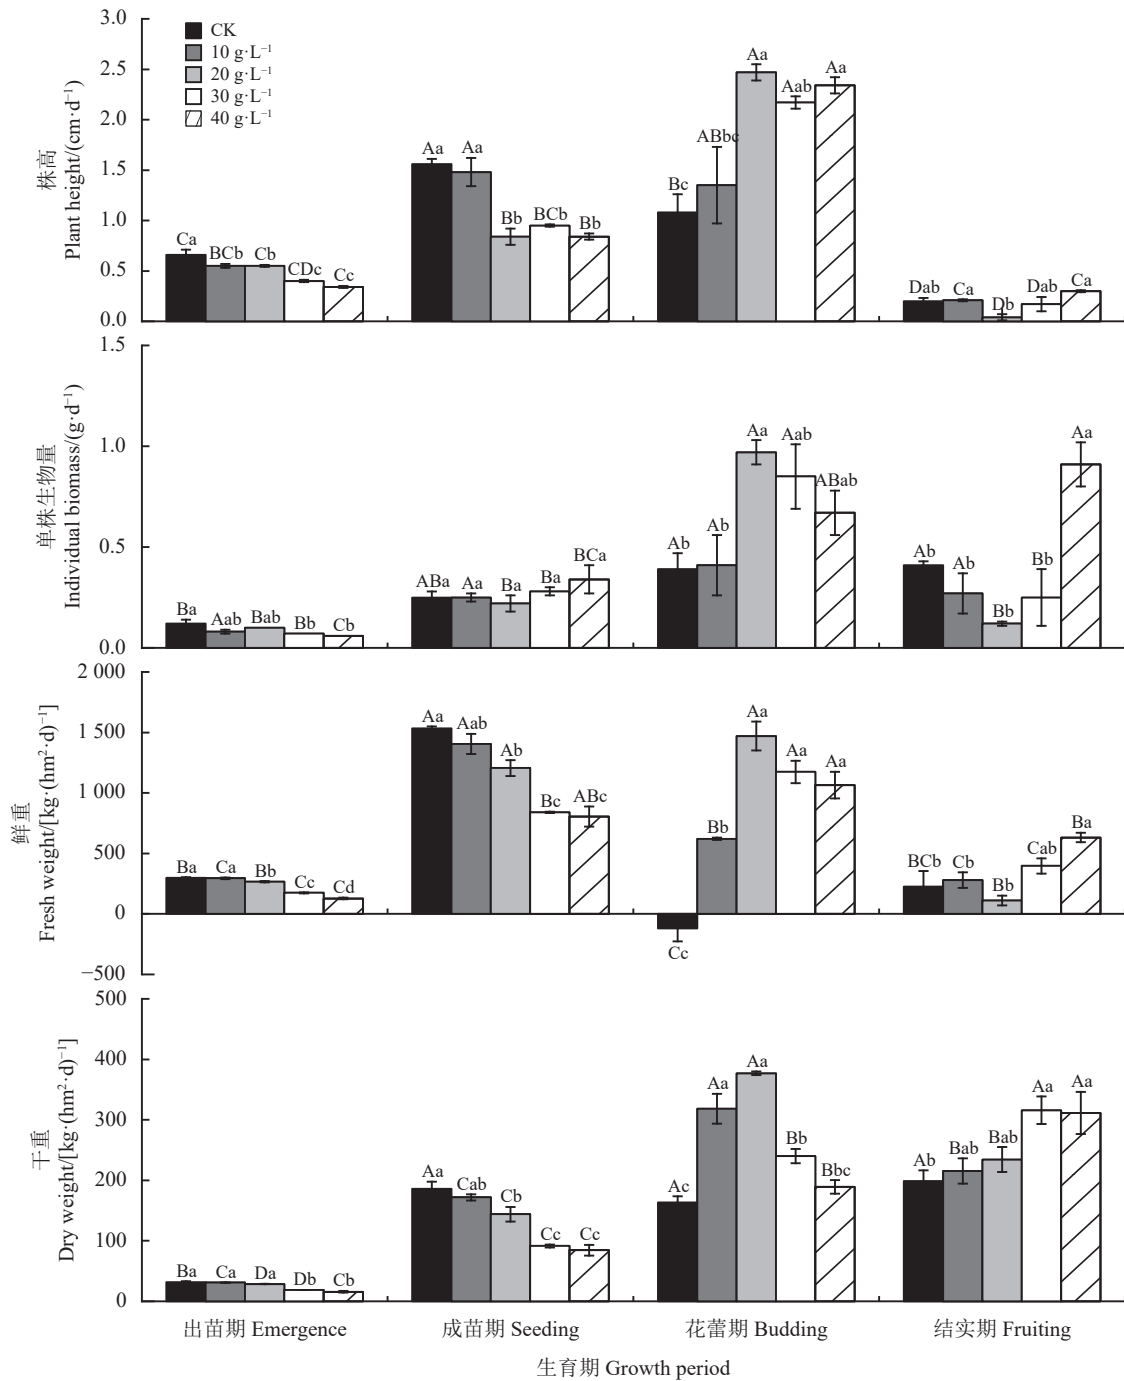 CK
10 g·L⁻¹
20 g·L⁻¹
30 g·L⁻¹
40 g·L⁻¹
株高
Plant height/(cm·d⁻¹)
3.0
2.5
2.0
1.5
1.0
0.5
0.0
Ca BCb Cb CDc Cc
Aa Aa Bb BCb Bb
Bc ABbc Aa Aab Aa
Dab Ca Db Dab Ca
单株生物量
Individual biomass/(g·d⁻¹)
1.5
1.0
0.5
0.0
Ba Aab Bab Bb Cb
ABa Aa Ba Ba BCa
Ab Ab Aa Aab ABab
Ab Ab Bb Bb Aa
鲜重
Fresh weight/[kg·(hm²·d)⁻¹]
2 000
1 500
1 000
500
0
−500
Ba Ca Bb Cc Cd
Aa Aab Ab Bc ABc
Cc Bb Aa Aa Aa
BCb Cb Bb Cab Ba
干重
Dry weight/[kg·(hm²·d)⁻¹]
500
400
300
200
100
0
Ba Ca Da Db Cb
Aa Cab Cb Cc Cc
Ac Aa Aa Bb Bbc
Ab Bab Bab Aa Aa
出苗期 Emergence
成苗期 Seeding
花蕾期 Budding
结实期 Fruiting
生育期 Growth period